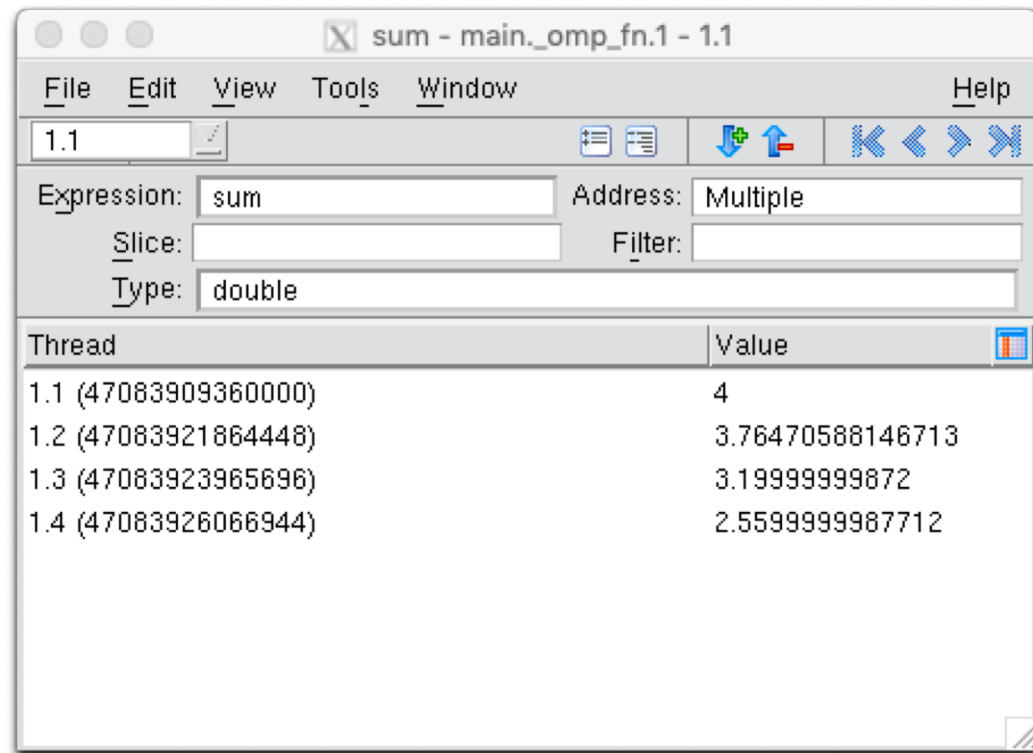 sum - main._omp_fn.1 - 1.1
File Edit View Tools Window Help
1.1
Expression: sum Address: Multiple
Slice: Filter:
Type: double
Thread Value
1.1 (47083909360000) 4
1.2 (47083921864448) 3.76470588146713
1.3 (47083923965696) 3.19999999872
1.4 (47083926066944) 2.5599999987712